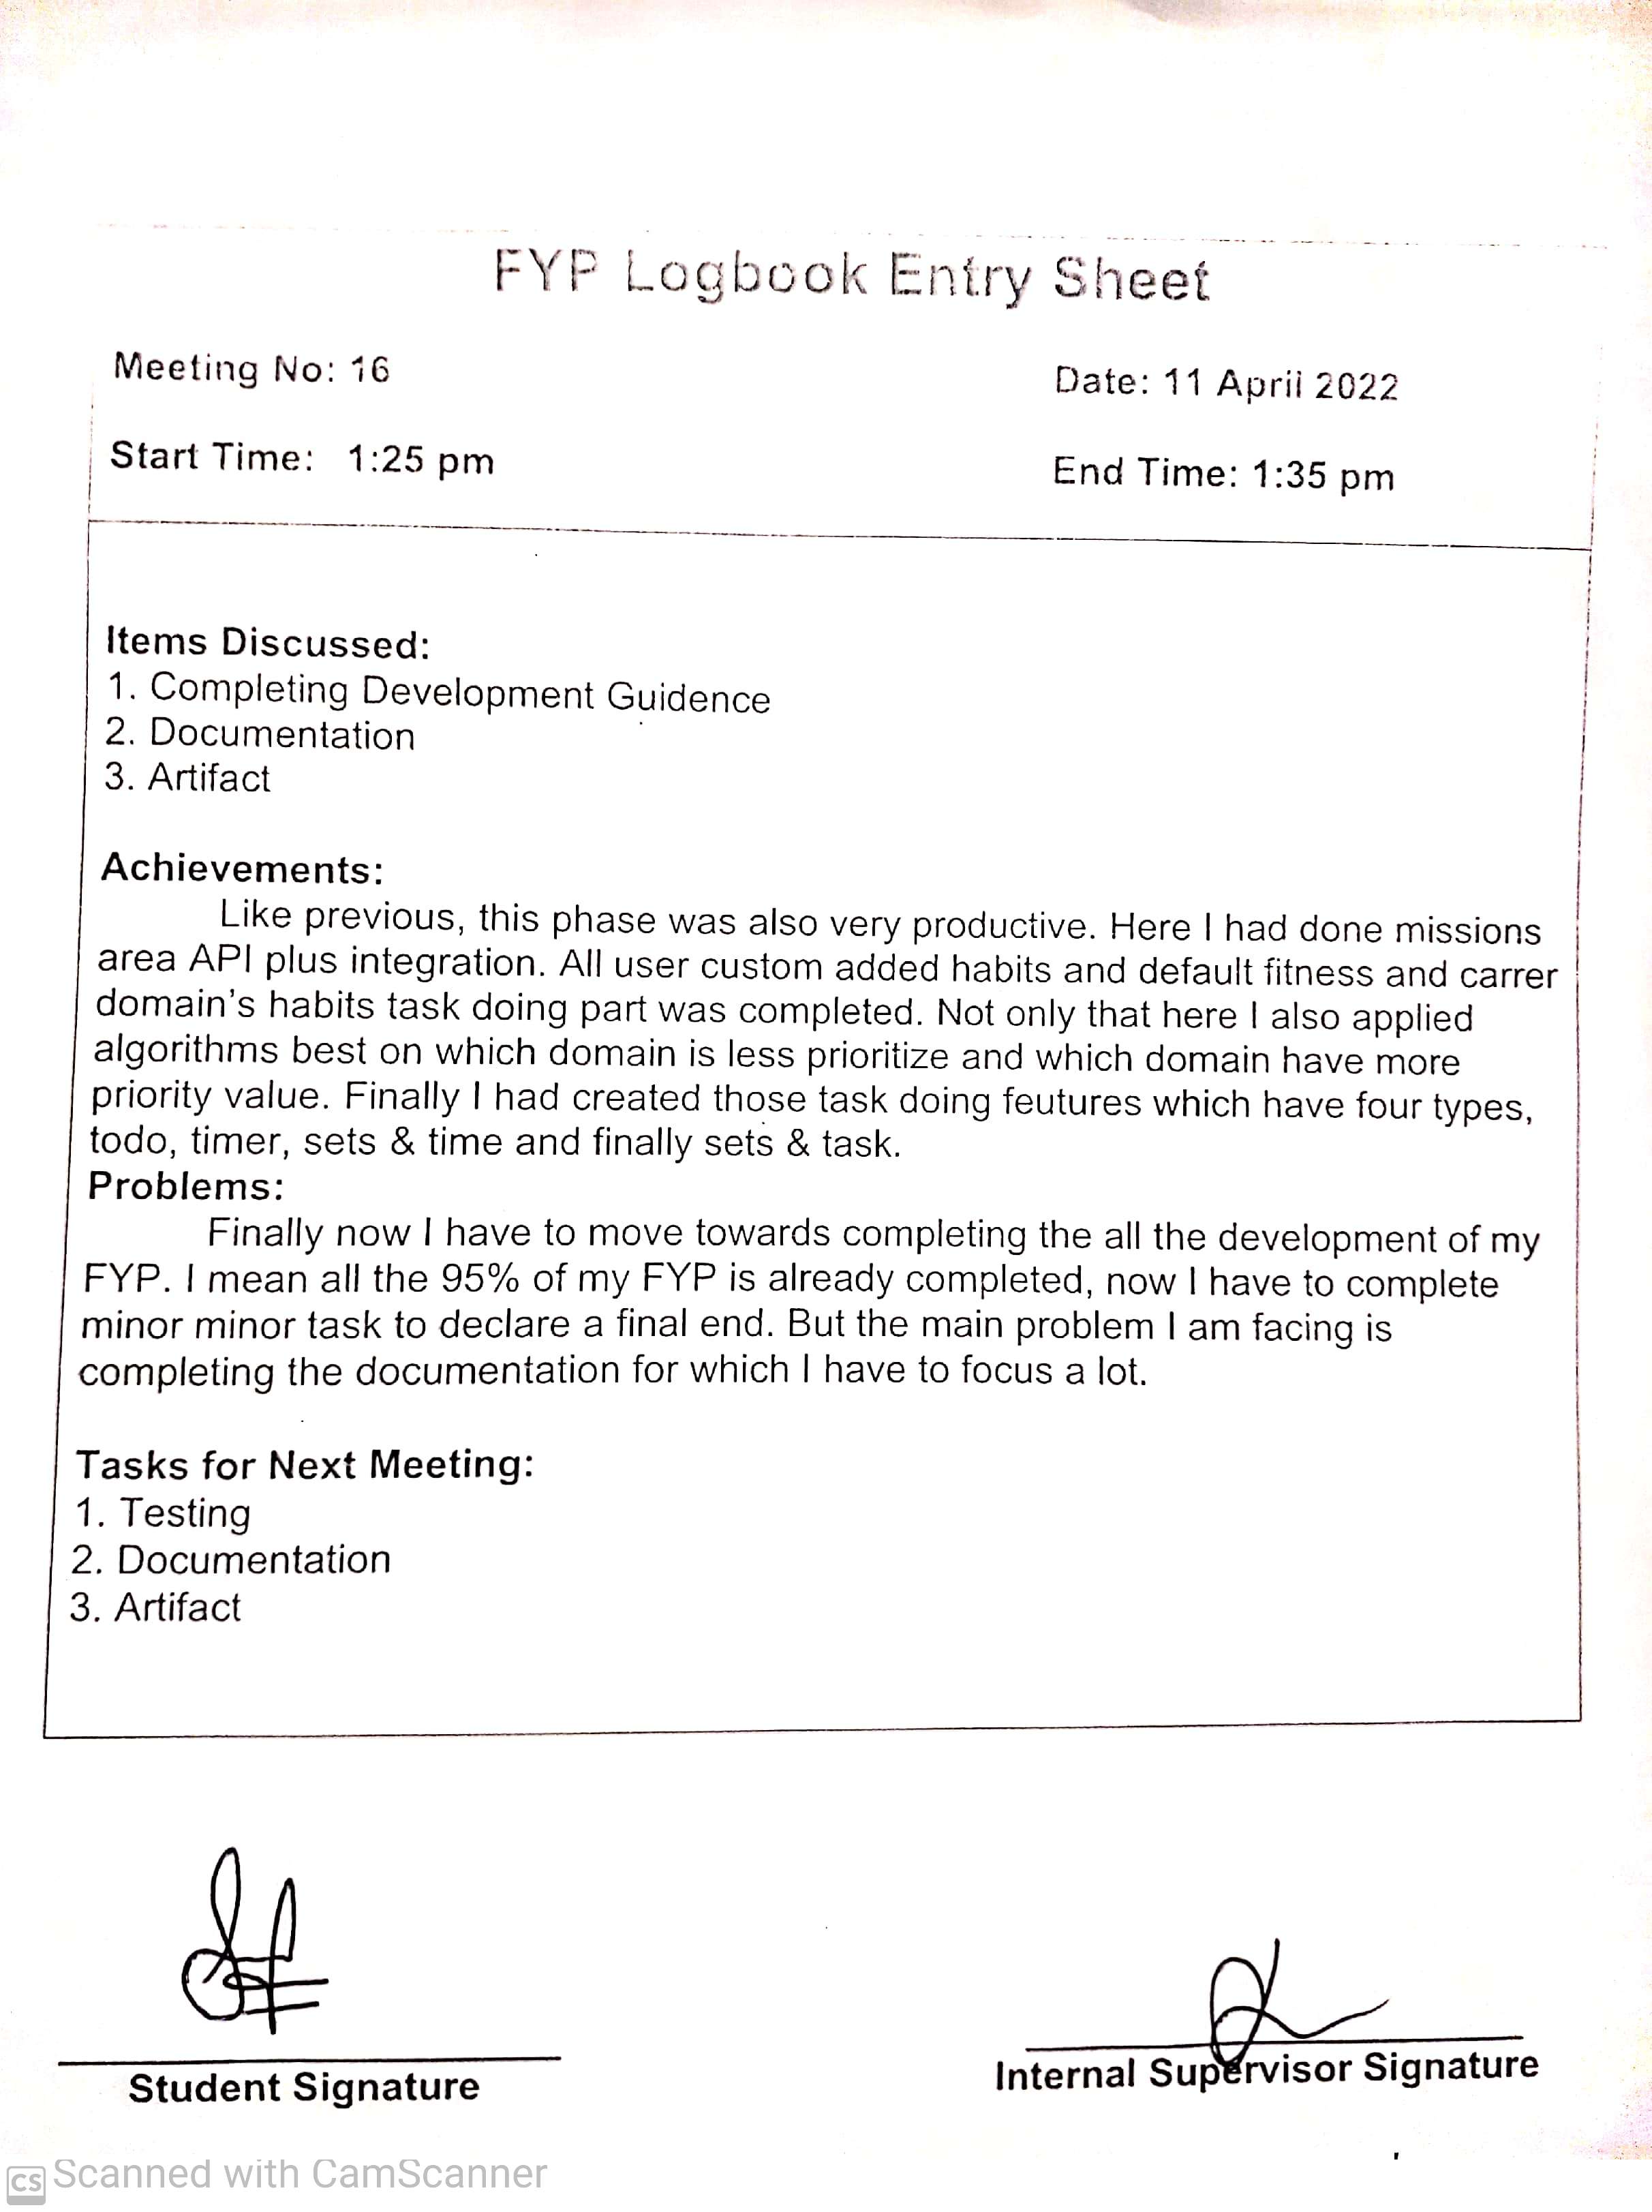 FYP Logbook Entry Sheet
Meeting No: 16
Date: 11 April 2022
Start Time: 1:25 pm
End Time: 1:35 pm
Items Discussed:
1. Completing Development Guidence
2. Documentation
3. Artifact
Achievements:
Like previous, this phase was also very productive. Here I had done missions
area API plus integration. All user custom added habits and default fitness and carrer
domain's habits task doing part was completed. Not only that here I also applied
algorithms best on which domain is less prioritize and which domain have more
priority value. Finally I had created those task doing feutures which have four types,
todo, timer, sets & time and finally sets & task.
Problems:
Finally now I have to move towards completing the all the development of my
FYP. I mean all the 95% of my FYP is already completed, now I have to complete
minor minor task to declare a final end. But the main problem I am facing is
completing the documentation for which I have to focus a lot.
Tasks for Next Meeting:
1. Testing
2. Documentation
3. Artifact
Student Signature
Internal Supervisor Signature
CS Scanned with CamScanner